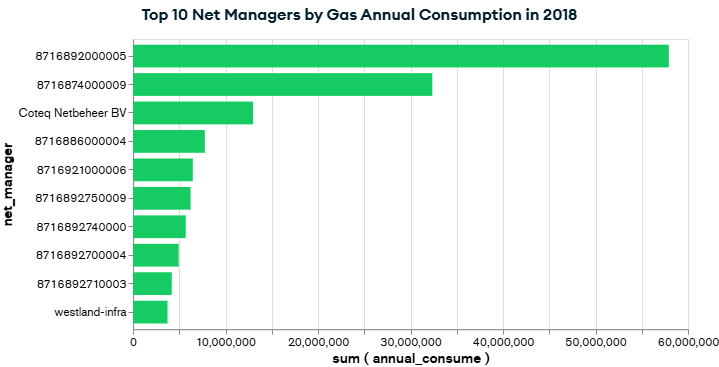 Top 10 Net Managers by Gas Annual Consumption in 2018
net_manager
8716892000005
8716874000009
Coteq Netbeheer BV
8716886000004
8716921000006
8716892750009
8716892740000
8716892700004
8716892710003
westland-infra
0 10,000,000 20,000,000 30,000,000 40,000,000 50,000,000 60,000,000
sum ( annual_consume )